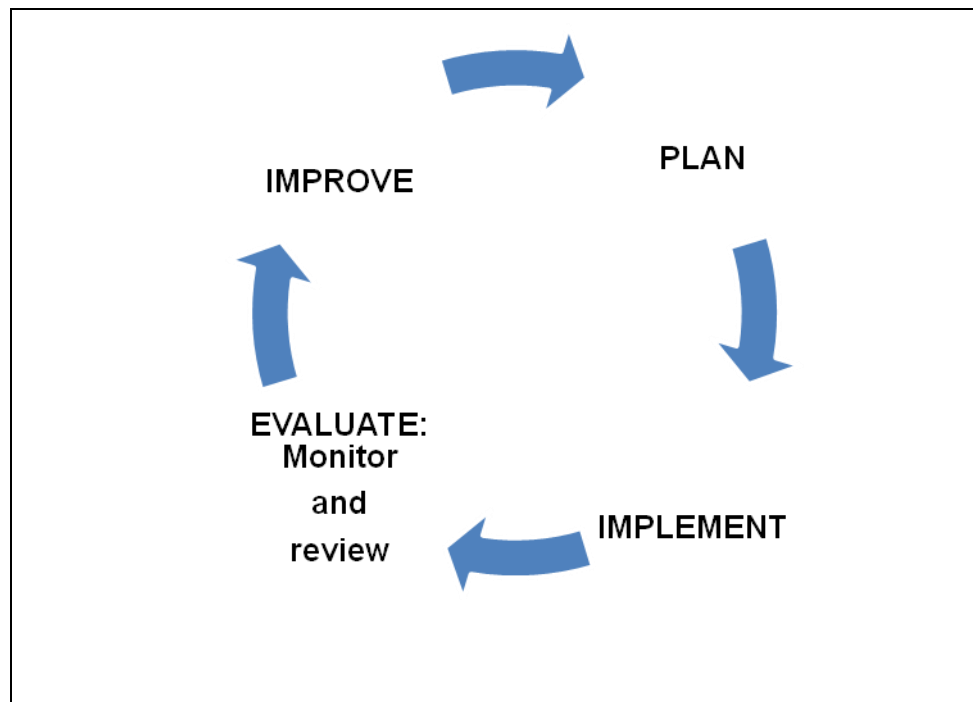 PLAN
IMPROVE
IMPLEMENT
EVALUATE:
Monitor
and
review